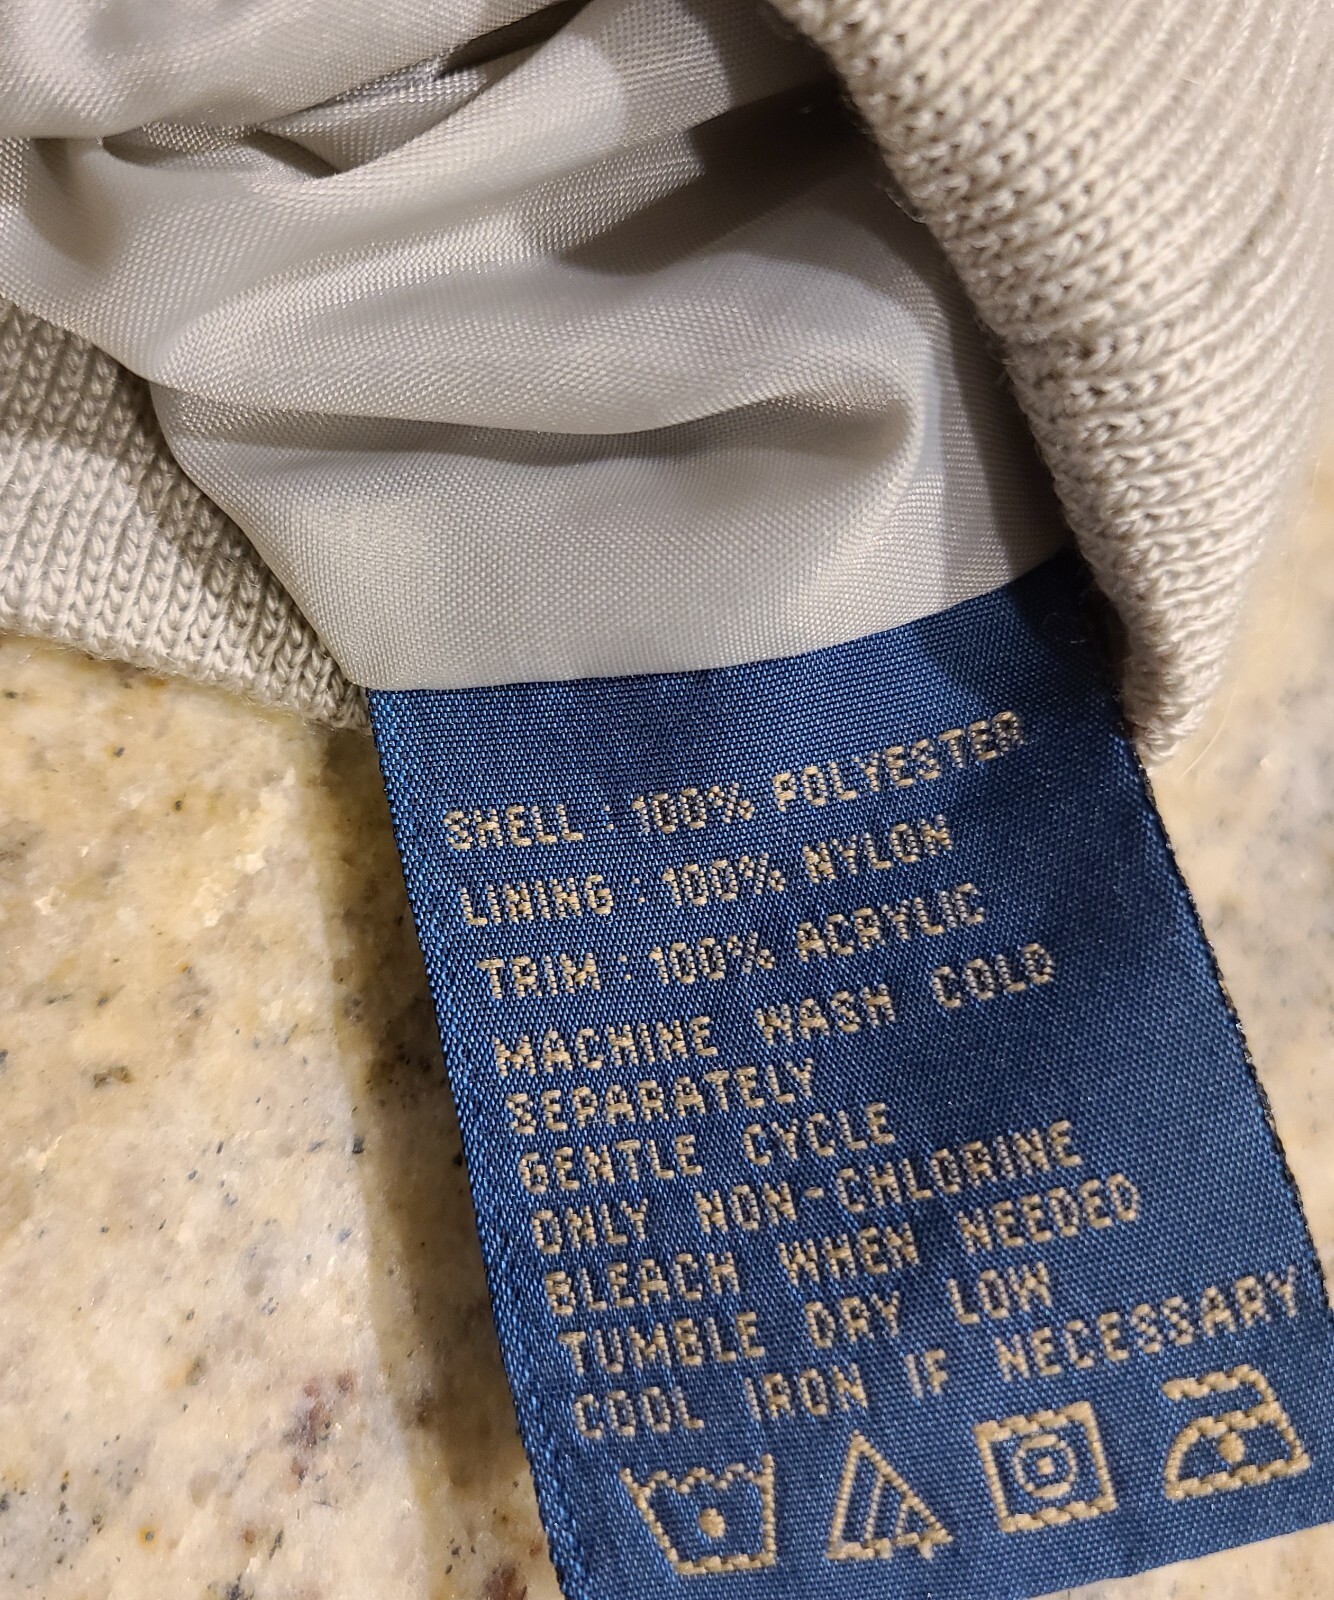 SHELL : 100% POLYESTER
LINING : 100% NYLON
TRIM : 100% ACRYLIC
MACHINE WASH COLD
SEPARATELY
GENTLE CYCLE
ONLY NON-CHLORINE
BLEACH WHEN NEEDED
TUMBLE DRY LOW
COOL IRON IF NECESSARY